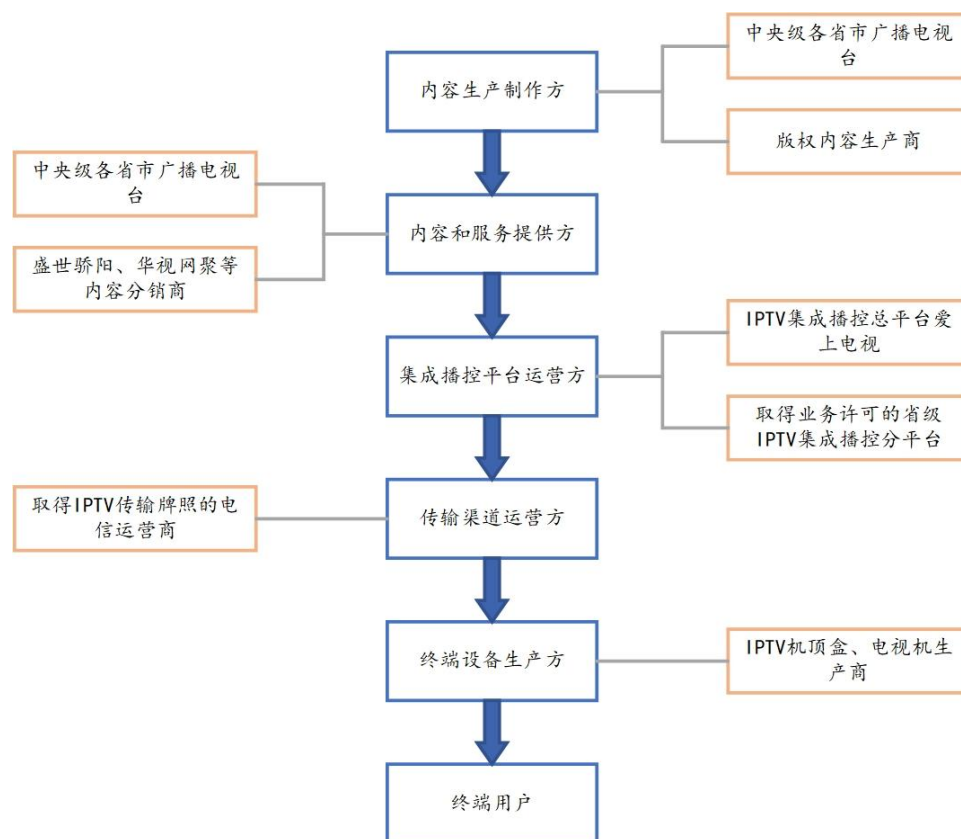 中央级各省市广播电视
台
内容生产制作方
版权内容生产商
中央级各省市广播电视
台
内容和服务提供方
盛世骄阳、华视网聚等
内容分销商
IPTV集成播控总平台爱
上电视
集成播控平台运营方
取得业务许可的省级
IPTV集成播控分平台
取得IPTV传输牌照的电
信运营商
传输渠道运营方
终端设备生产方
IPTV机顶盒、电视机生
产商
终端用户